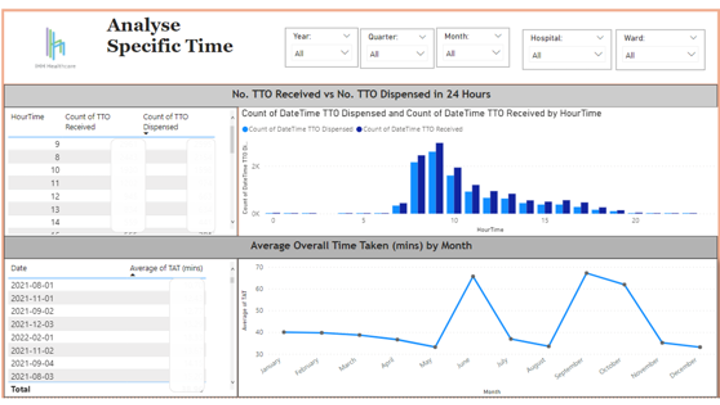 Analyse
Specific Time
IMM Healthcare
Year:
All
Quarter:
All
Month:
All
Hospital:
All
Ward:
All
No. TTO Received vs No. TTO Dispensed in 24 Hours
HourTime Count of TTO Received Count of TTO Dispensed
9
8
10
11
12
13
14
Count of DateTime TTO Dispensed and Count of DateTime TTO Received by HourTime
Count of DateTime TTO Dispensed Count of DateTime TTO Received
Count of DateTime TTO Di...
2K
0K
0 5 10 15 20
HourTime
Average Overall Time Taken (mins) by Month
Date Average of TAT (mins)
2021-08-01
2021-11-01
2021-09-02
2021-12-03
2022-02-01
2021-11-02
2021-09-04
2021-08-03
Total
Average of TAT
70
60
50
40
30
January February March April May June July August September October November December
Month